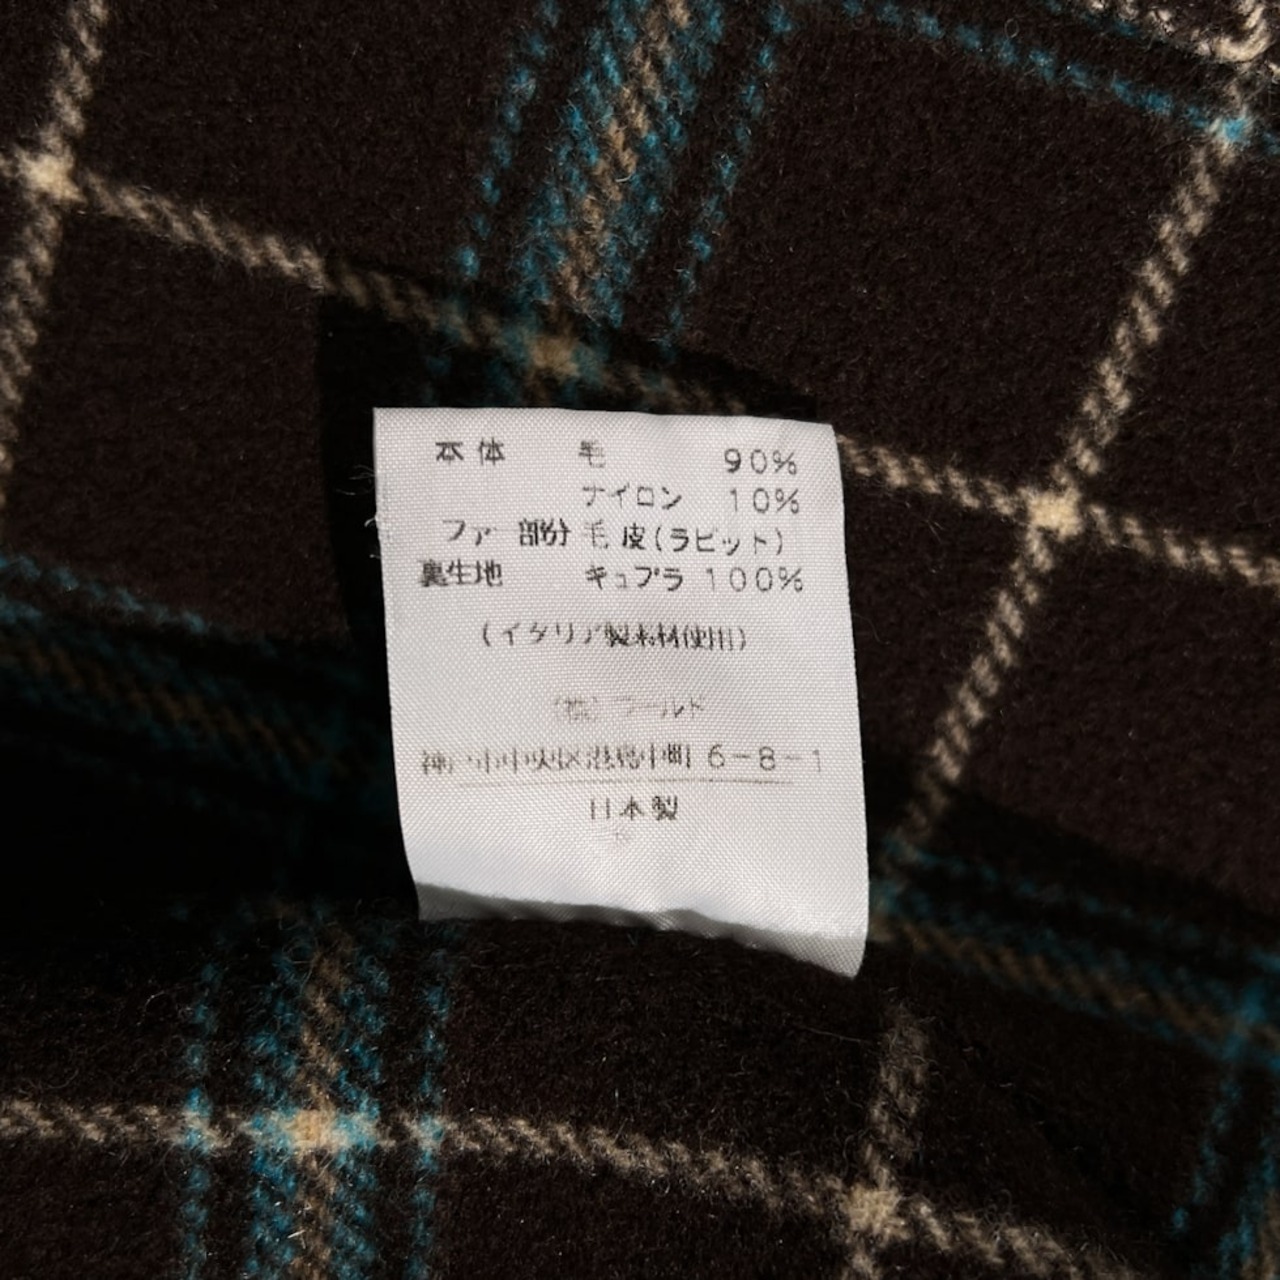 本体 毛 90%
ナイロン 10%
ファー部分 毛皮(ラビット)
裏生地 キュプラ 100%
(イタリア製素材使用)
(株)ワールド
神戸市中央区港島中町6-8-1
日本製